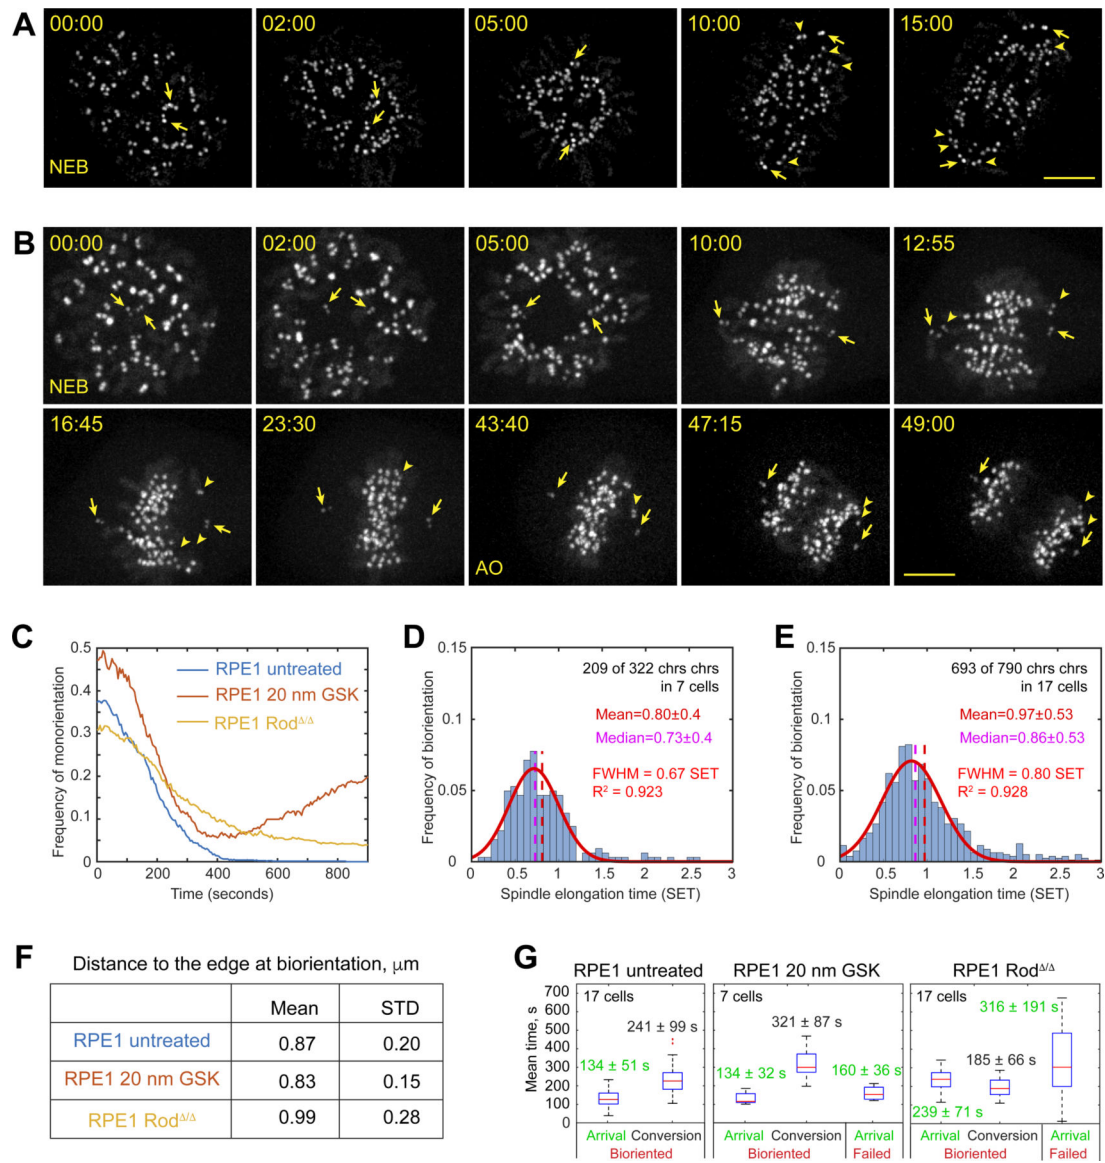 A
00:00
02:00
05:00
10:00
15:00
NEB
B
00:00
02:00
05:00
10:00
12:55
NEB
16:45
23:30
43:40
47:15
49:00
AO
C
Frequency of monorientation
0.5
0.4
0.3
0.2
0.1
0
RPE1 untreated
RPE1 20 nm GSK
RPE1 Rod^Δ/Δ
0
200
400
600
800
Time (seconds)
D
Frequency of biorientation
0.15
0.1
0.05
0
209 of 322 chrs chrs
in 7 cells
Mean=0.80±0.4
Median=0.73±0.4
FWHM = 0.67 SET
R² = 0.923
0
0.5
1
1.5
2
2.5
3
Spindle elongation time (SET)
E
Frequency of biorientation
0.15
0.1
0.05
0
693 of 790 chrs chrs
in 17 cells
Mean=0.97±0.53
Median=0.86±0.53
FWHM = 0.80 SET
R² = 0.928
0
0.5
1
1.5
2
2.5
3
Spindle elongation time (SET)
F
Distance to the edge at biorientation, μm
Mean STD
RPE1 untreated 0.87 0.20
RPE1 20 nm GSK 0.83 0.15
RPE1 Rod^Δ/Δ 0.99 0.28
G
Mean time, s
700
600
500
400
300
200
100
0
RPE1 untreated
17 cells
134 ± 51 s
241 ± 99 s
Arrival Conversion
Bioriented
RPE1 20 nm GSK
7 cells
134 ± 32 s
321 ± 87 s
160 ± 36 s
Arrival Conversion Arrival
Bioriented Failed
RPE1 Rod^Δ/Δ
17 cells
316 ± 191 s
185 ± 66 s
239 ± 71 s
Arrival Conversion Arrival
Bioriented Failed